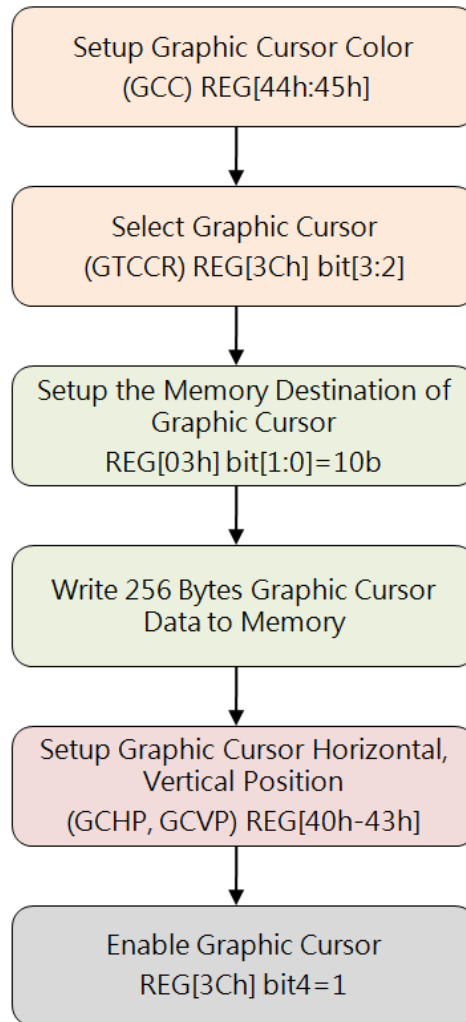 Setup Graphic Cursor Color
(GCC) REG[44h:45h]
Select Graphic Cursor
(GTCCR) REG[3Ch] bit[3:2]
Setup the Memory Destination of
Graphic Cursor
REG[03h] bit[1:0]=10b
Write 256 Bytes Graphic Cursor
Data to Memory
Setup Graphic Cursor Horizontal,
Vertical Position
(GCHP, GCVP) REG[40h-43h]
Enable Graphic Cursor
REG[3Ch] bit4=1